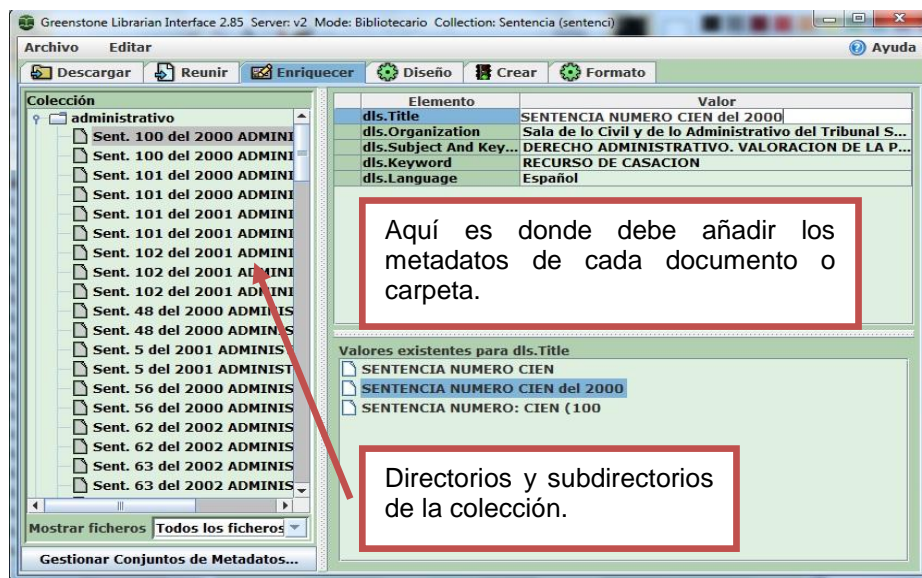 Greenstone Librarian Interface 2.85 Server: v2 Mode: Bibliotecario Collection: Sentencia (sentenci)
Archivo Editar Ayuda
Descargar Reunir Enriquecer Diseño Crear Formato
Colección
administrativo
Sent. 100 del 2000 ADMINI
Sent. 100 del 2000 ADMINI
Sent. 101 del 2000 ADMINI
Sent. 101 del 2000 ADMINI
Sent. 101 del 2001 ADMINI
Sent. 101 del 2001 ADMINI
Sent. 102 del 2001 ADMINI
Sent. 102 del 2001 ADMINI
Sent. 102 del 2001 ADMINI
Sent. 48 del 2000 ADMINIS
Sent. 48 del 2000 ADMINIS
Sent. 5 del 2001 ADMINIS
Sent. 5 del 2001 ADMINIST
Sent. 56 del 2000 ADMINIS
Sent. 56 del 2000 ADMINIS
Sent. 62 del 2002 ADMINIS
Sent. 62 del 2002 ADMINIS
Sent. 63 del 2002 ADMINIS
Sent. 63 del 2002 ADMINIS
Mostrar ficheros Todos los ficheros
Gestionar Conjuntos de Metadatos...
Elemento Valor
dls.Title SENTENCIA NUMERO CIEN del 2000
dls.Organization Sala de lo Civil y de lo Administrativo del Tribunal S...
dls.Subject And Key... DERECHO ADMINISTRATIVO. VALORACION DE LA P...
dls.Keyword RECURSO DE CASACION
dls.Language Español
Aquí es donde debe añadir los
metadatos de cada documento o
carpeta.
Valores existentes para dls.Title
SENTENCIA NUMERO CIEN
SENTENCIA NUMERO CIEN del 2000
SENTENCIA NUMERO: CIEN (100
Directorios y subdirectorios
de la colección.